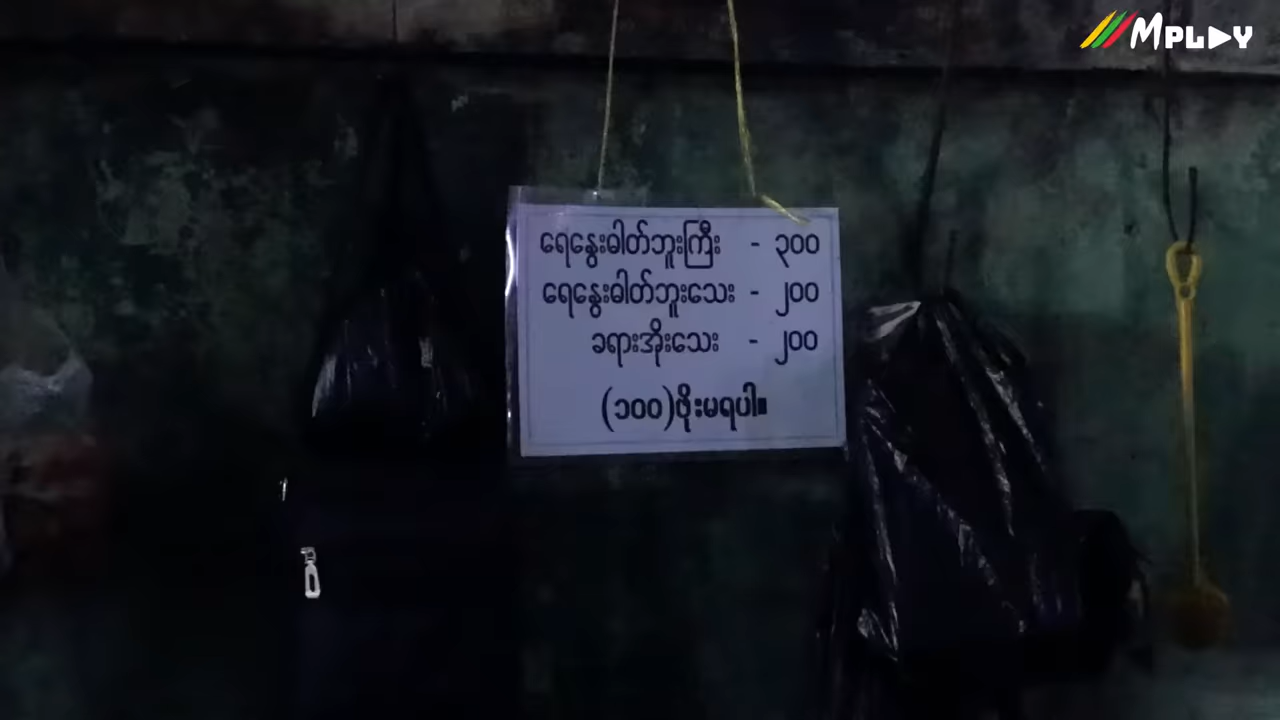 MPLAY
ရေနွေးဓါတ်ဘူးကြီး - ၃၀၀
ရေနွေးဓါတ်ဘူးသေး - ၂၀၀
ခရားအိုးသေး - ၂၀၀
(၁၀၀)ဖိုးမရပါ။